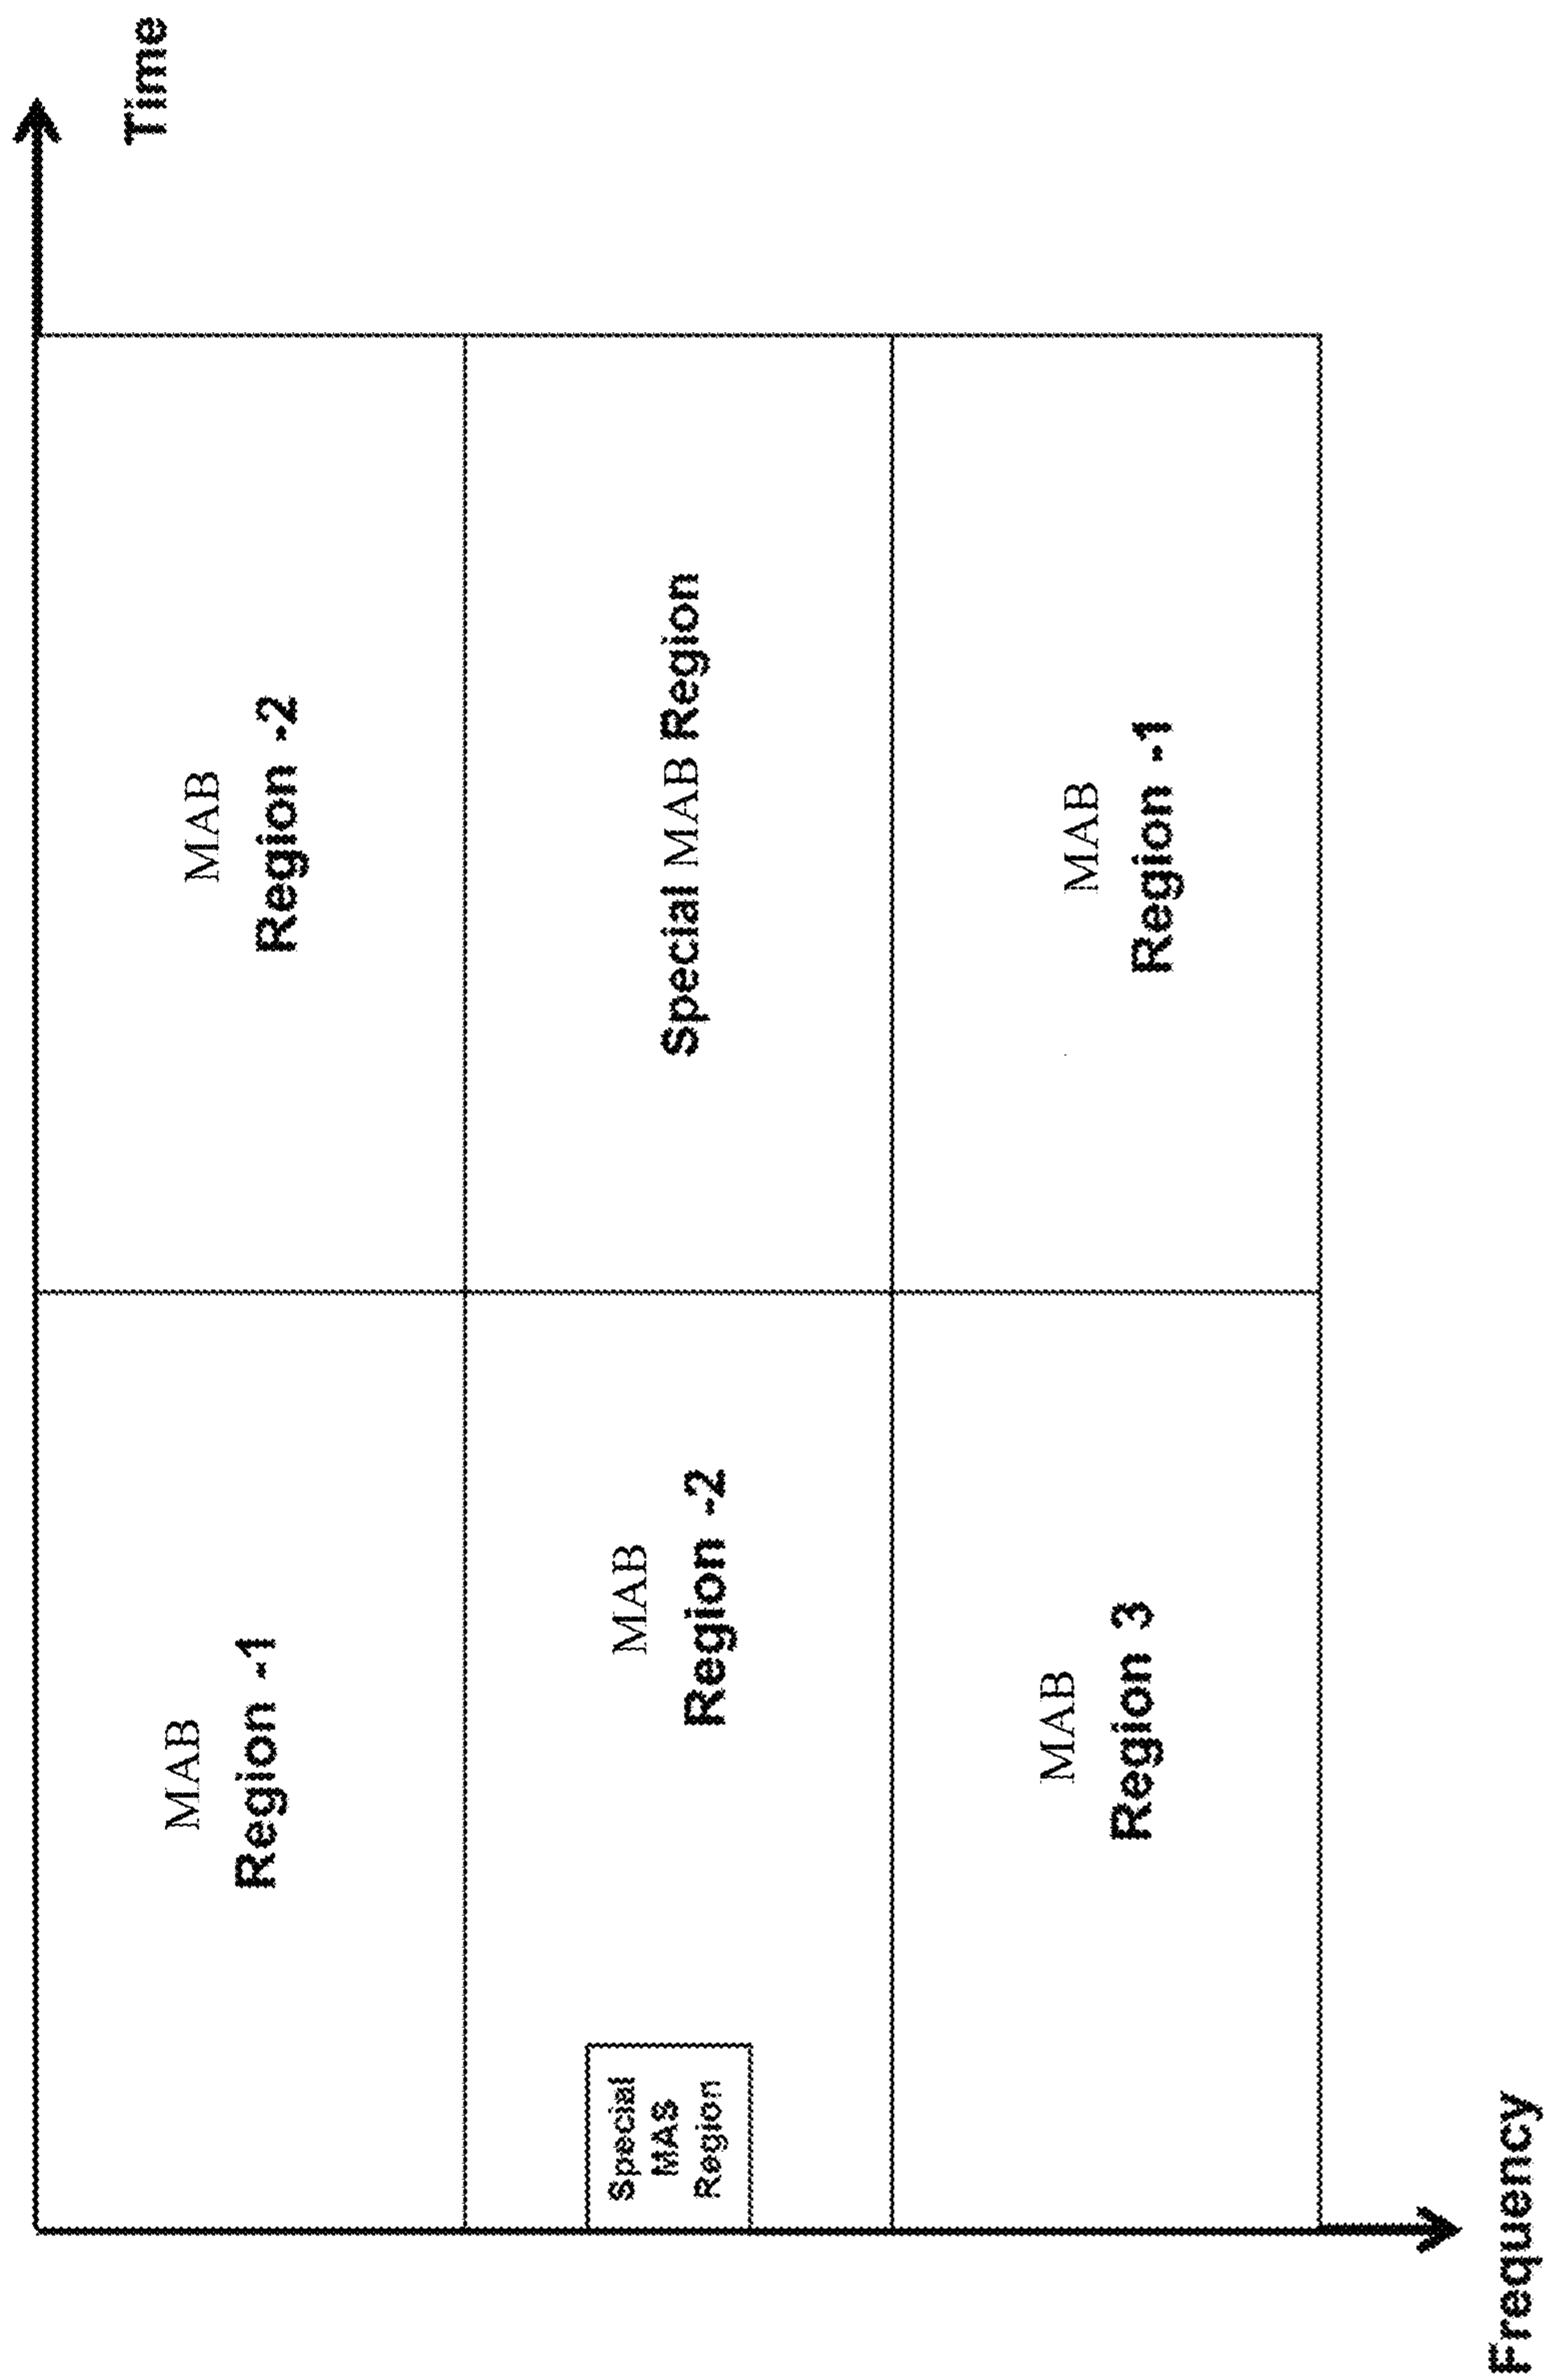 Time
MAB
Region -1
MAB
Region -2
Special
MAS
Region
MAB
Region -2
Special MAB Region
MAB
Region 3
MAB
Region -1
Frequency